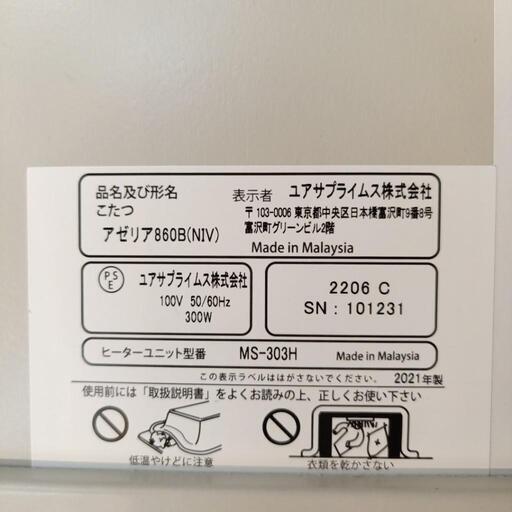 品名及び形名
こたつ
アゼリア860B(NIV)
表示者 ユアサプライムス株式会社
〒103-0006 東京都中央区日本橋富沢町9番8号
富沢町グリーンビル2階
Made in Malaysia
PSE
ユアサプライムス株式会社
100V 50/60Hz
300W
2206 C
SN : 101231
ヒーターユニット型番 MS-303H Made in Malaysia
この表示ラベルははがさないでください。 2021年製
使用前には「取扱説明書」をよくお読みの上、正しくお使い下さい
低温やけどに注意
衣類を乾かさない